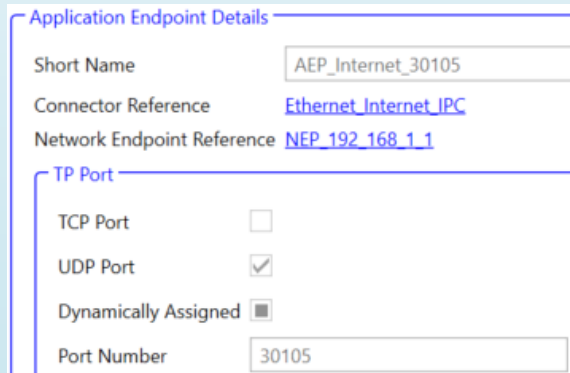 Application Endpoint Details
Short Name AEP_Internet_30105
Connector Reference Ethernet_Internet_IPC
Network Endpoint Reference NEP_192_168_1_1
TP Port
TCP Port
UDP Port
Dynamically Assigned
Port Number 30105